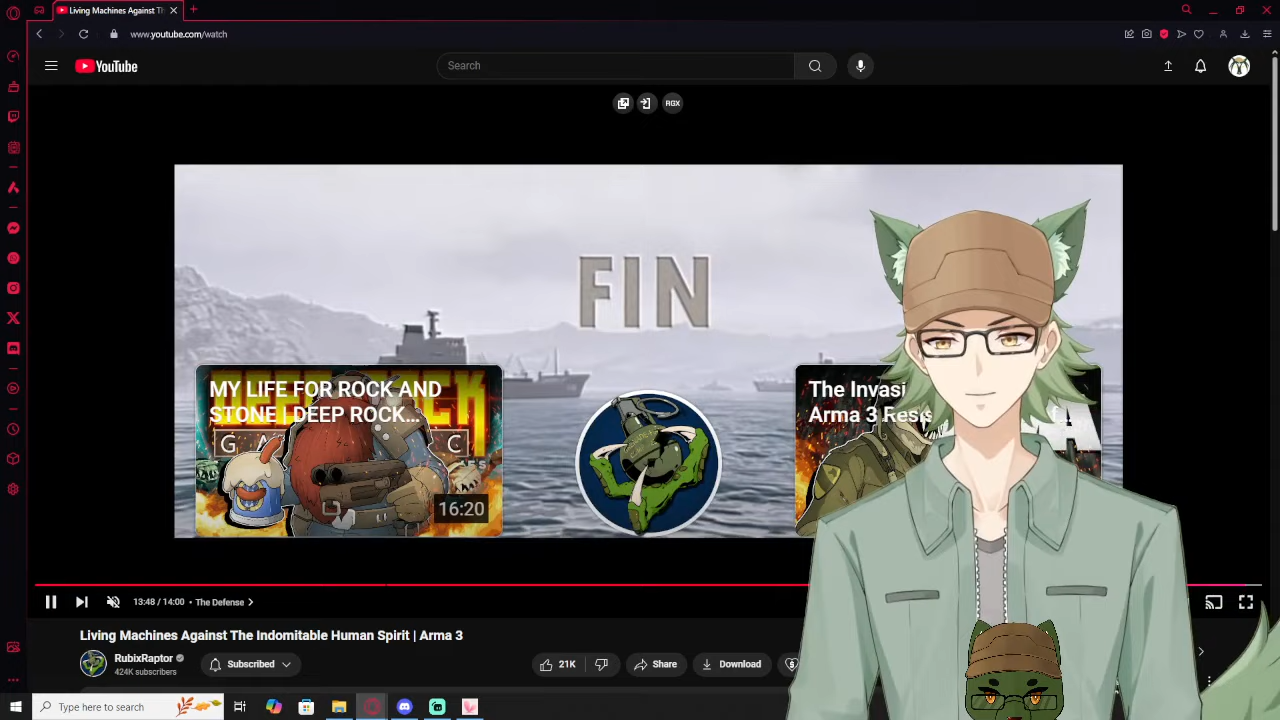 Living Machines Against Th
www.youtube.com/watch
YouTube
Search
RGX
FIN
MY LIFE FOR ROCK AND
STONE | DEEP ROCK...
16:20
The Invasi
Arma 3 Res
13:48 / 14:00 • The Defense
Living Machines Against The Indomitable Human Spirit | Arma 3
RubixRaptor
424K subscribers
Subscribed
21K
Share
Download
Type here to search